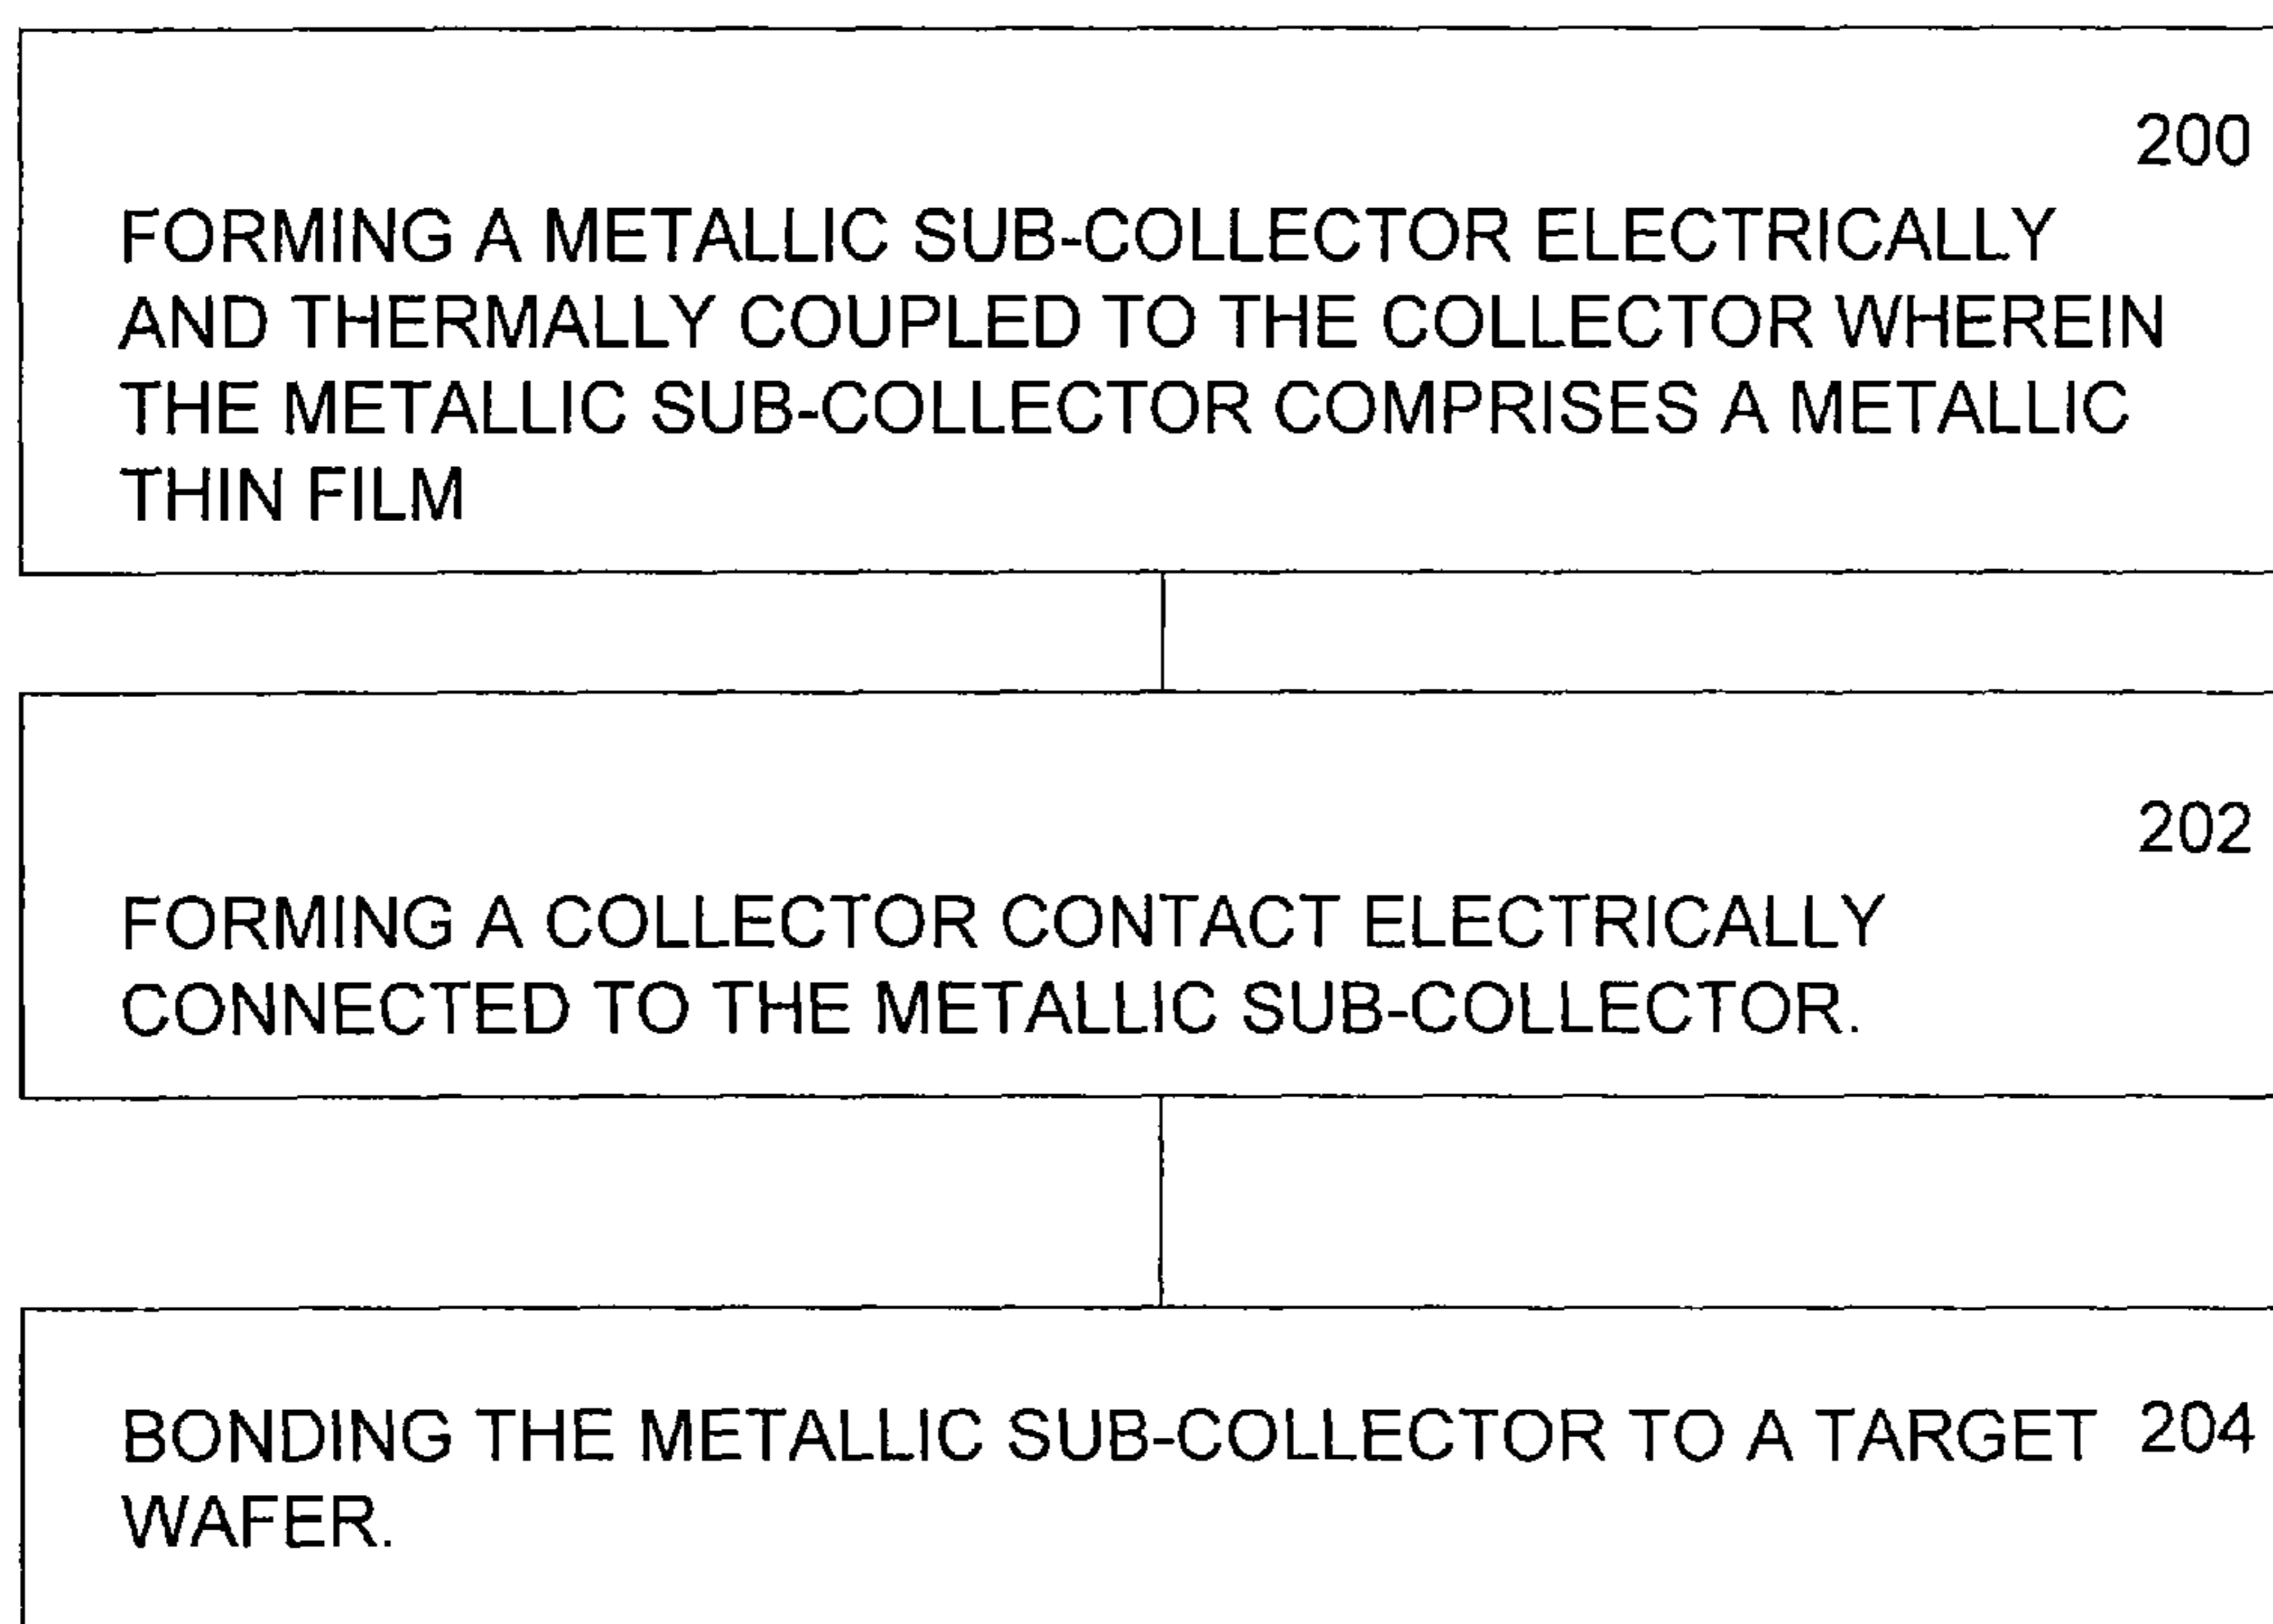 200
FORMING A METALLIC SUB-COLLECTOR ELECTRICALLY
AND THERMALLY COUPLED TO THE COLLECTOR WHEREIN
THE METALLIC SUB-COLLECTOR COMPRISES A METALLIC
THIN FILM
202
FORMING A COLLECTOR CONTACT ELECTRICALLY
CONNECTED TO THE METALLIC SUB-COLLECTOR.
BONDING THE METALLIC SUB-COLLECTOR TO A TARGET 204
WAFER.